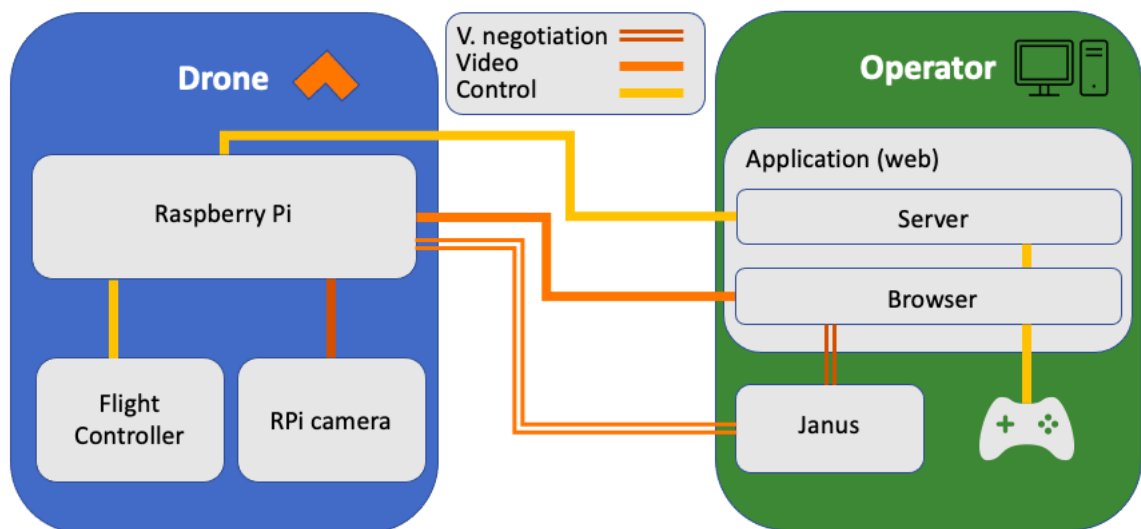 Drone
V. negotiation
Video
Control
Operator
Raspberry Pi
Flight
Controller
RPi camera
Application (web)
Server
Browser
Janus